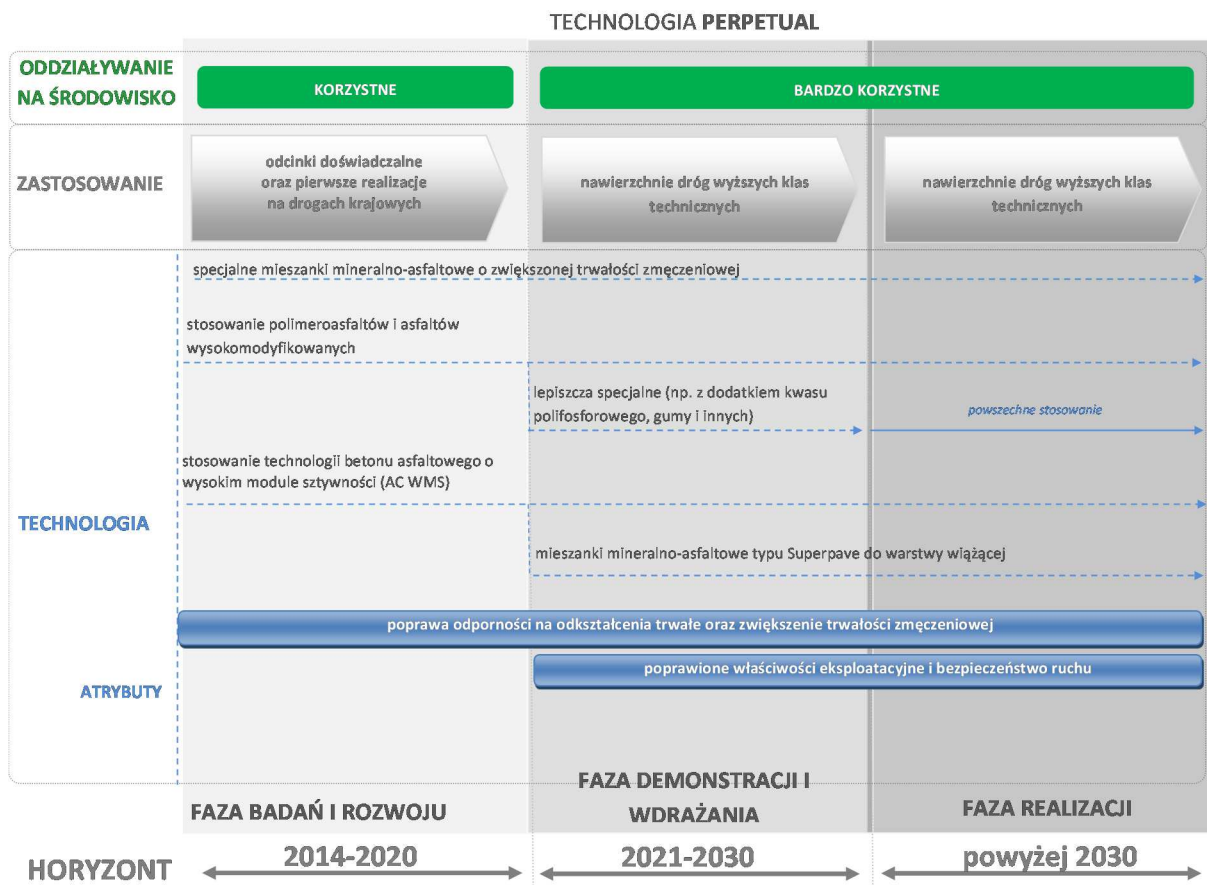 TECHNOLOGIA PERPETUAL
ODDZIAŁYWANIE
NA ŚRODOWISKO
KORZYSTNE
BARDZO KORZYSTNE
ZASTOSOWANIE
odcinki doświadczalne
oraz pierwsze realizacje
na drogach krajowych
nawierzchnie dróg wyższych klas
technicznych
nawierzchnie dróg wyższych klas
technicznych
specjalne mieszanki mineralno-asfaltowe o zwiększonej trwałości zmęczeniowej
stosowanie polimeroasfaltów i asfaltów
wysokomodyfikowanych
lepiszcza specjalne (np. z dodatkiem kwasu
polifosforowego, gumy i innych)
powszechne stosowanie
stosowanie technologii betonu asfaltowego o
wysokim module sztywności (AC WMS)
TECHNOLOGIA
mieszanki mineralno-asfaltowe typu Superpave do warstwy wiążącej
poprawa odporności na odkształcenia trwałe oraz zwiększenie trwałości zmęczeniowej
poprawione właściwości eksploatacyjne i bezpieczeństwo ruchu
ATRYBUTY
FAZA BADAŃ I ROZWOJU
FAZA DEMONSTRACJI I
WDRAŻANIA
FAZA REALIZACJI
HORYZONT
2014-2020
2021-2030
powyżej 2030